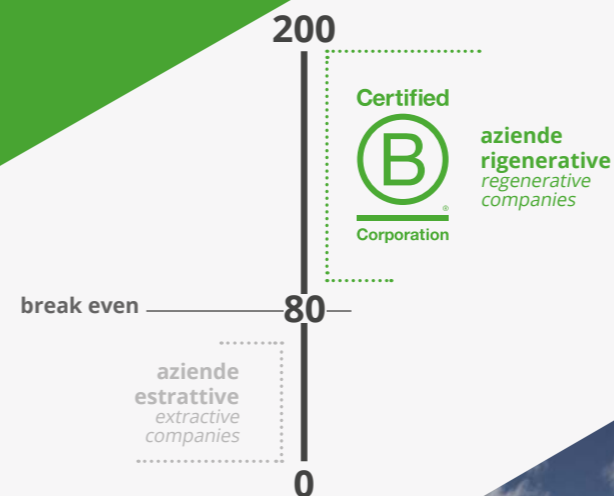 200
Certified
B
®
Corporation
aziende
rigenerative
regenerative
companies
break even
80
aziende
estrattive
extractive
companies
0